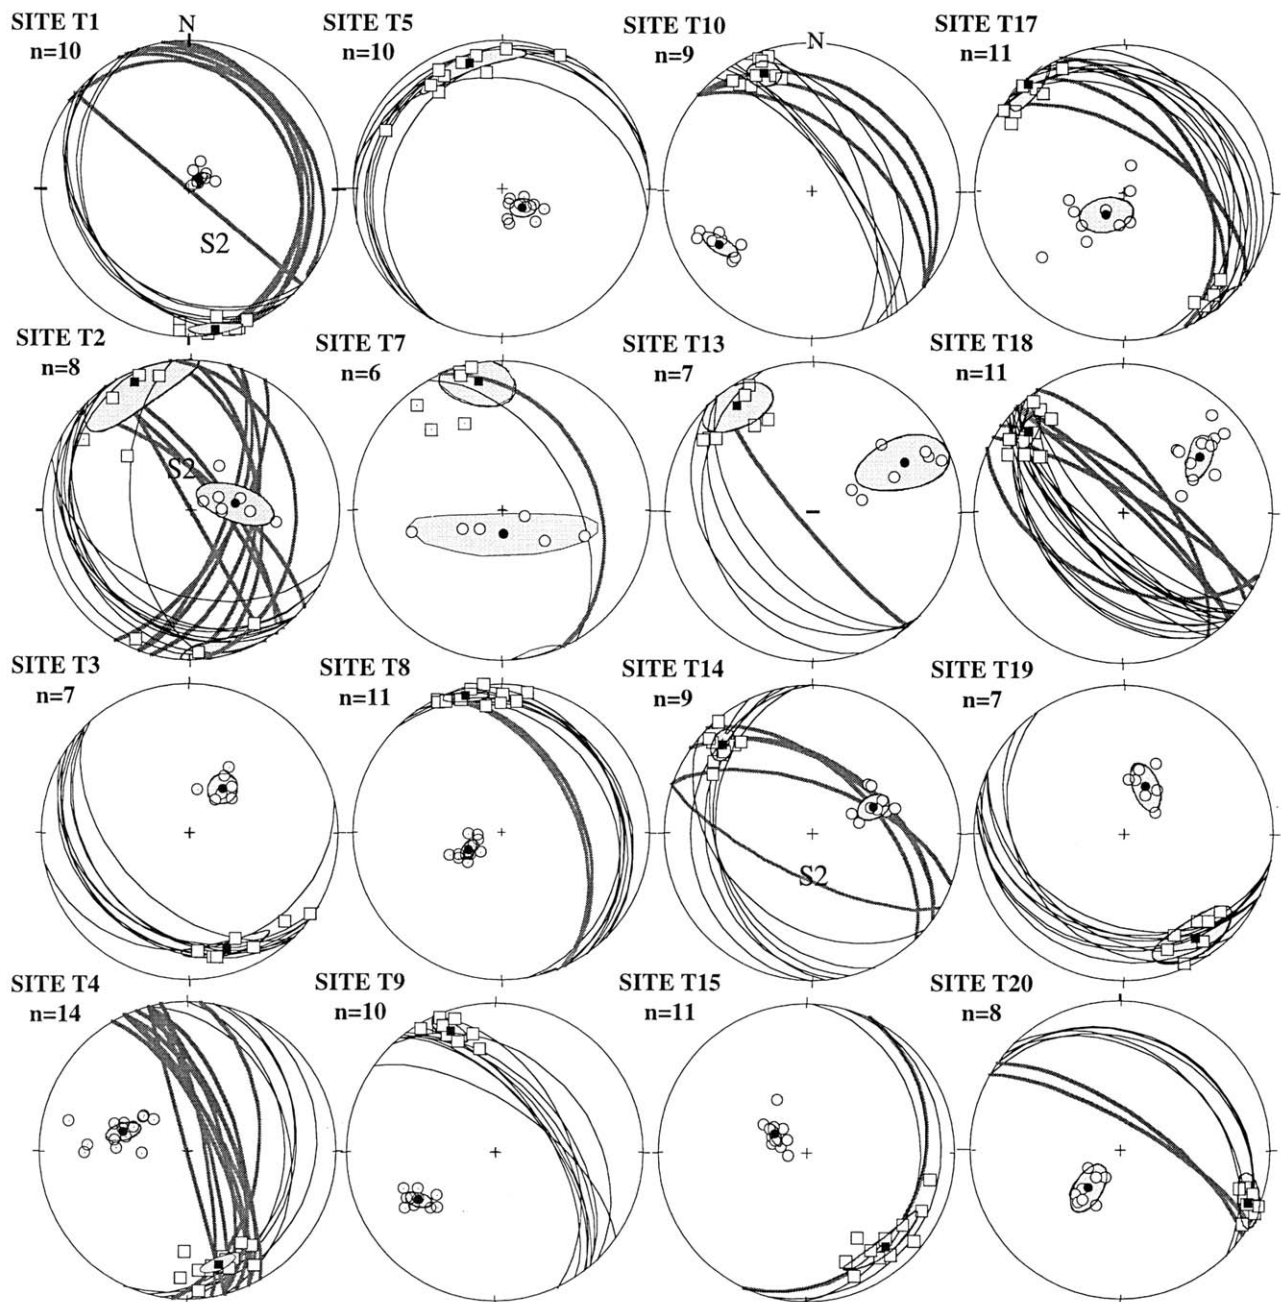 SITE T1
n=10
N
S2
SITE T5
n=10
SITE T10
n=9
N
SITE T17
n=11
SITE T2
n=8
S2
SITE T7
n=6
SITE T13
n=7
SITE T18
n=11
SITE T3
n=7
SITE T8
n=11
SITE T14
n=9
S2
SITE T19
n=7
SITE T4
n=14
SITE T9
n=10
SITE T15
n=11
SITE T20
n=8